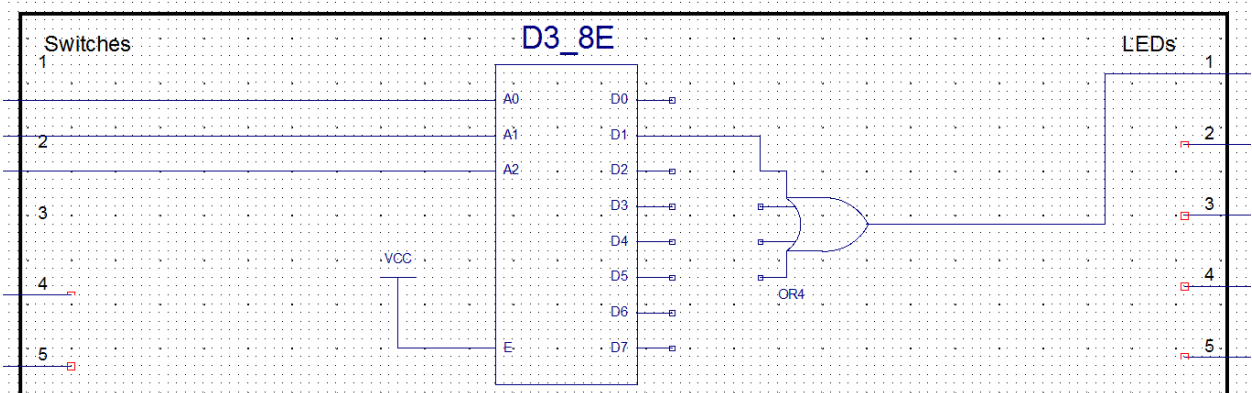 D3_8E
Switches
LEDs
1
1
A0
D0
A1
D1
2
2
A2
D2
D3
3
3
D4
VCC
D5
4
4
OR4
D6
5
E
D7
5